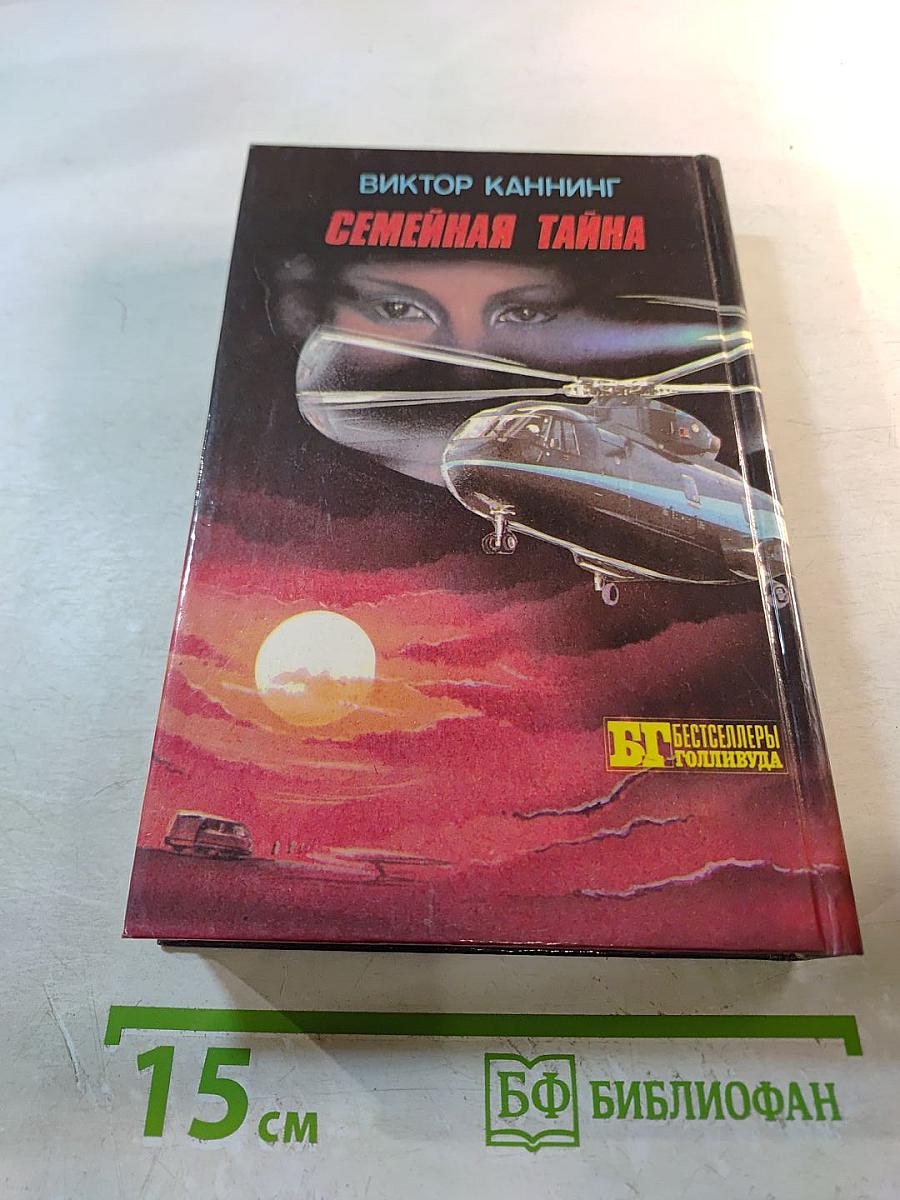 ВИКТОР КАННИНГ
СЕМЕЙНАЯ ТАЙНА
БГ БЕСТСЕЛЛЕРЫ
ГОЛЛИВУДА
15 см
БФ БИБЛИОФАН